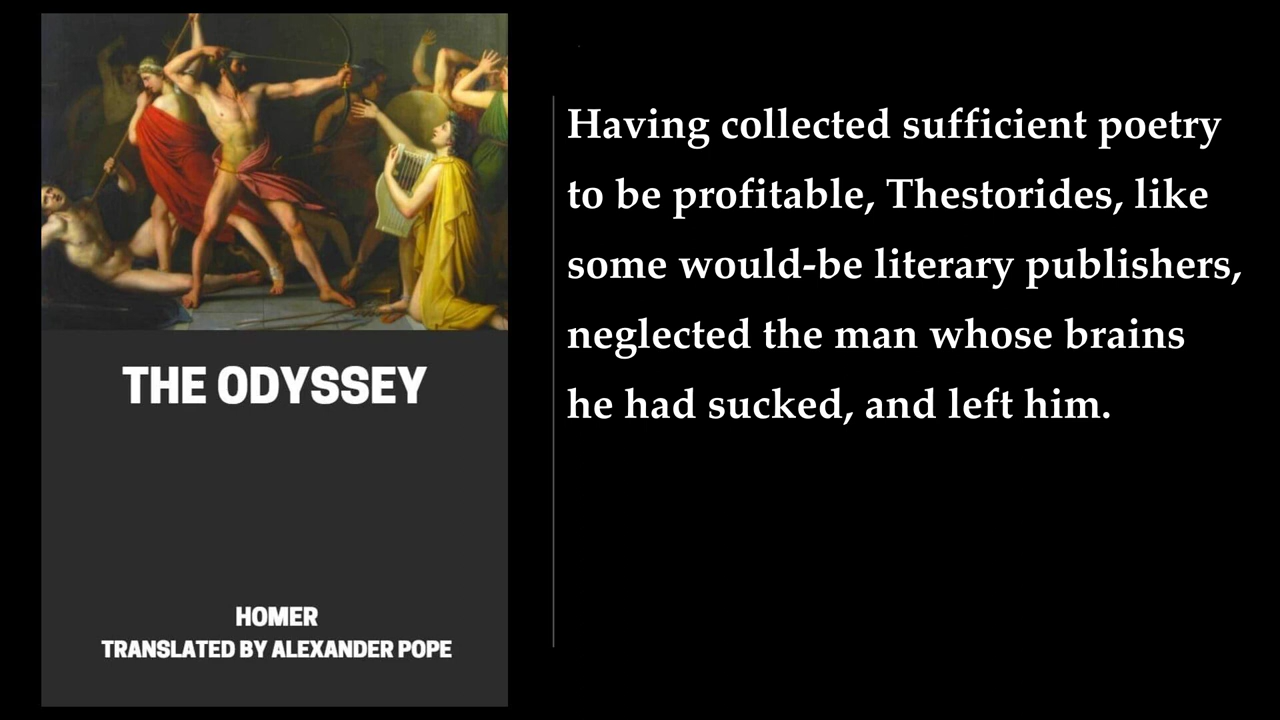 THE ODYSSEY
HOMER
TRANSLATED BY ALEXANDER POPE
Having collected sufficient poetry
to be profitable, Thestorides, like
some would-be literary publishers,
neglected the man whose brains
he had sucked, and left him.